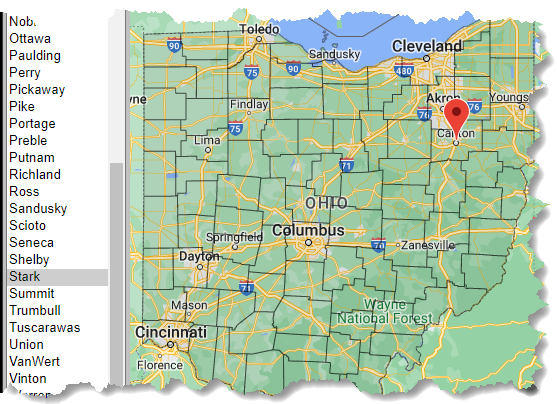 Nob.
Ottawa
Paulding
Perry
Pickaway
Pike
Portage
Preble
Putnam
Richland
Ross
Sandusky
Scioto
Seneca
Shelby
Stark
Summit
Trumbull
Tuscarawas
Union
VanWert
Vinton
Toledo
90
Sandusky
Cleveland
75
90
480
yne
Findlay
Akron
76
76
Youngs
75
Canton
Lima
71
OHIO
Columbus
Springfield
70
Zanesville
Dayton
71
Mason
Wayne
National Forest
Cincinnati
Florence